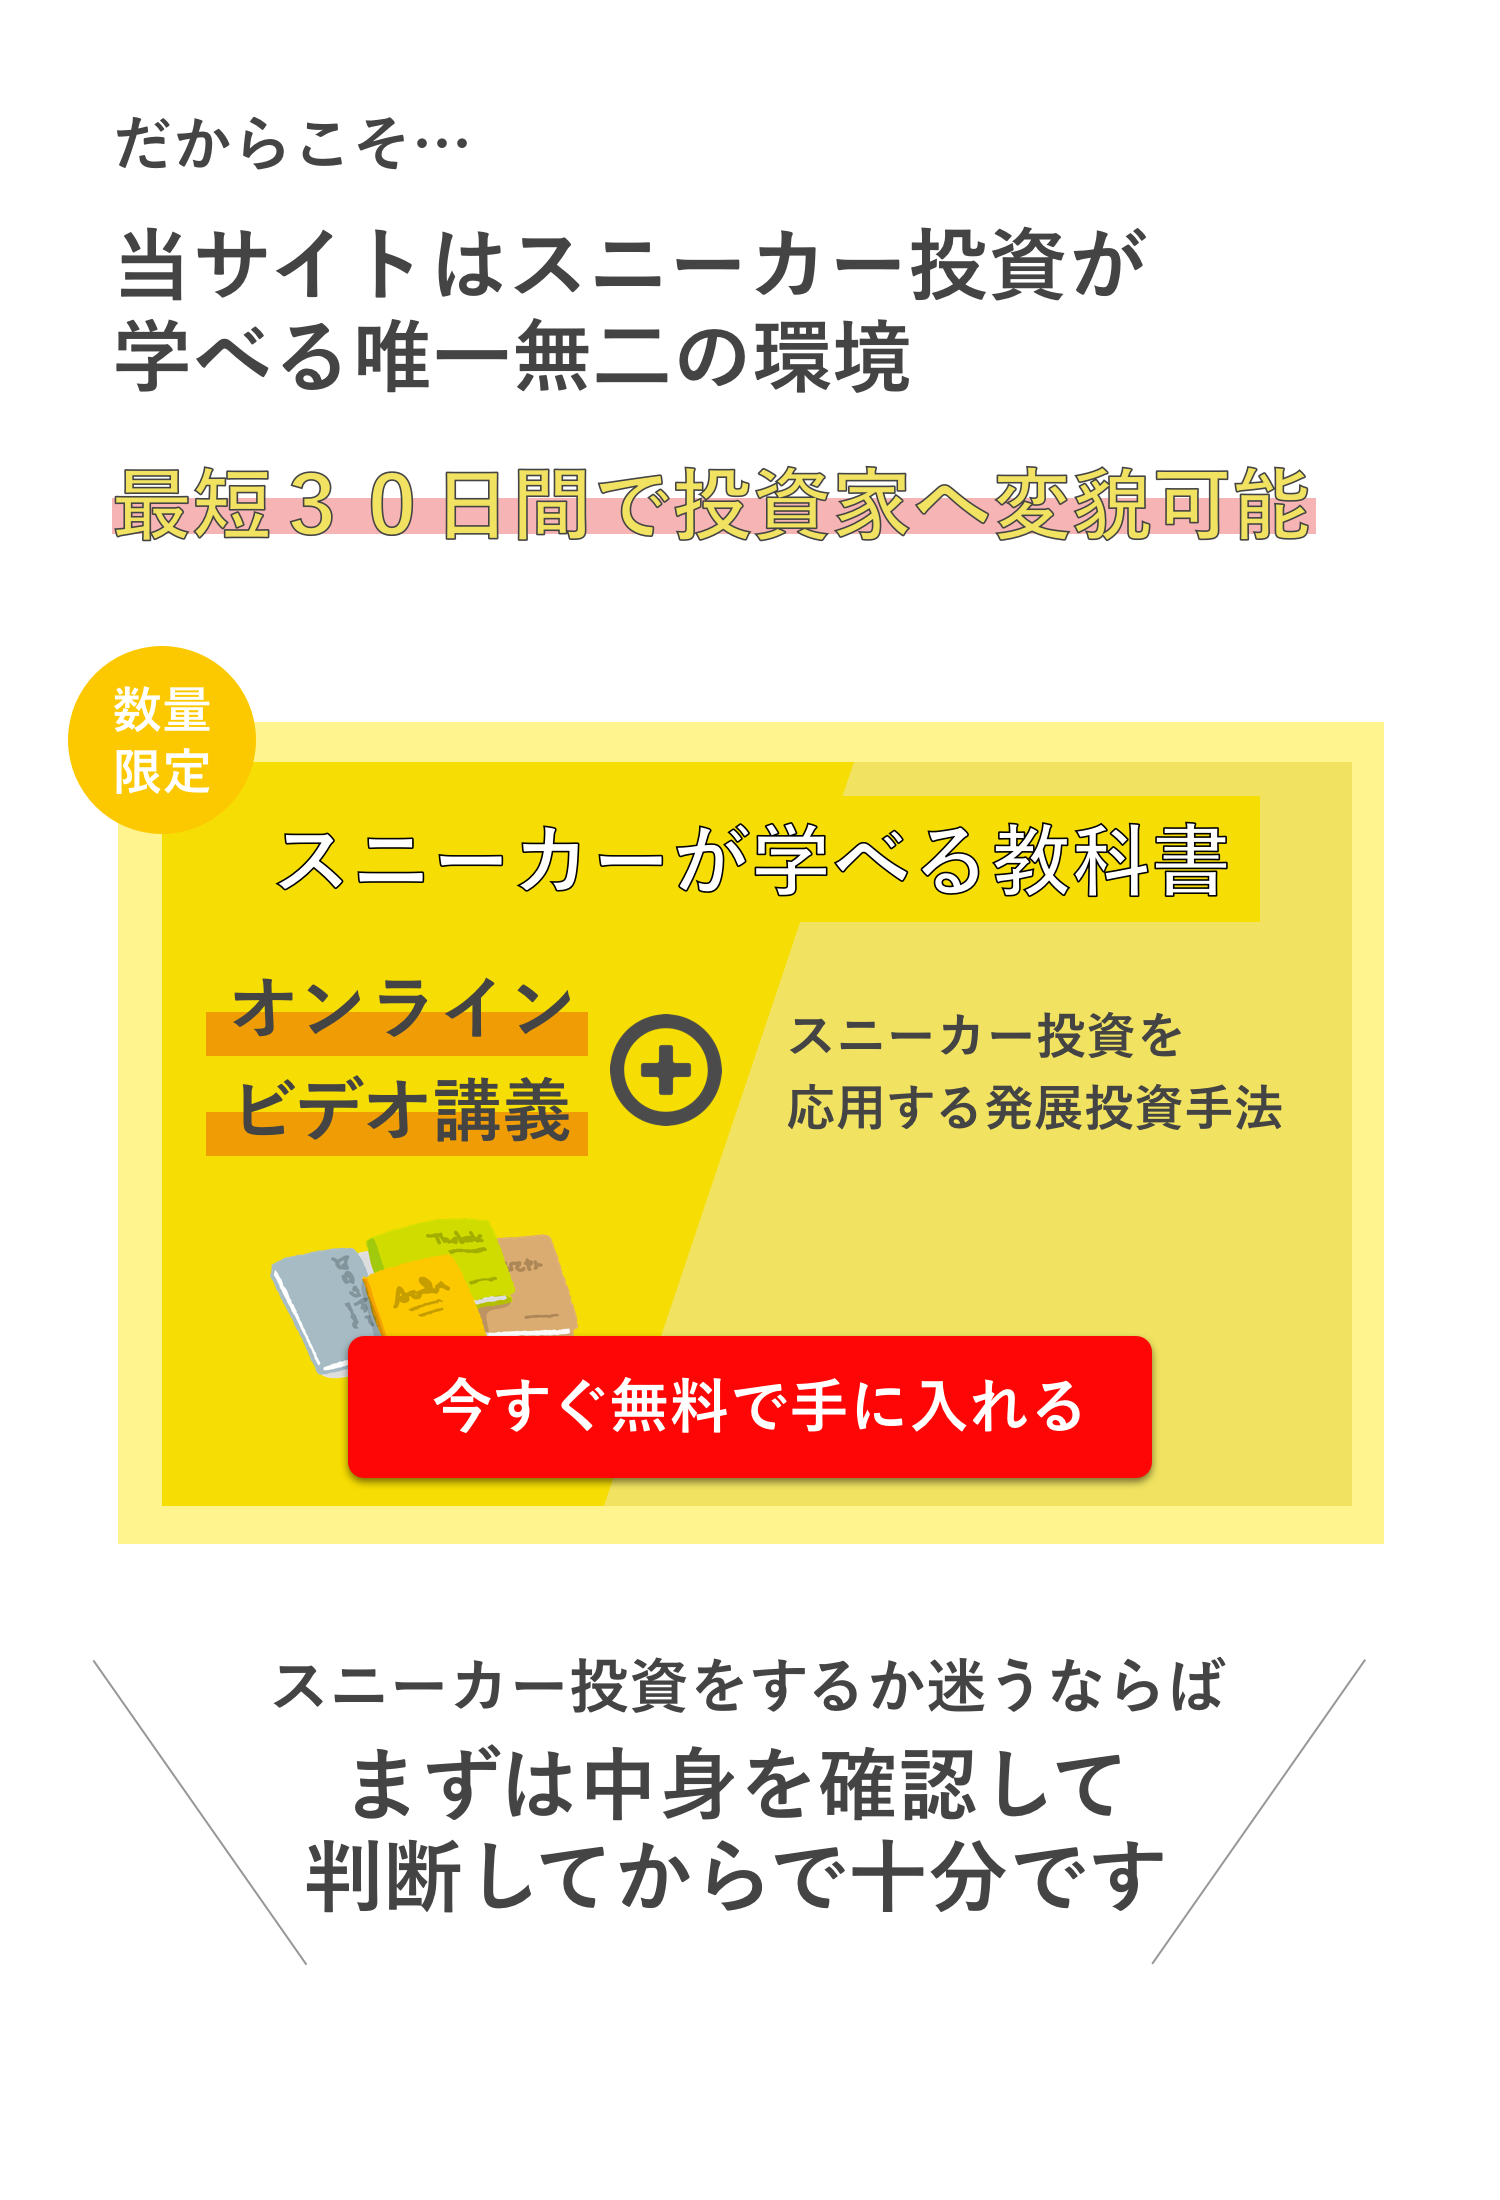 だからこそ…
当サイトはスニーカー投資が
学べる唯一無二の環境
最短３０日間で投資家へ変貌可能
数量
限定
スニーカーが学べる教科書
オンライン
ビデオ講義
スニーカー投資を
応用する発展投資手法
今すぐ無料で手に入れる
スニーカー投資をするか迷うならば
まずは中身を確認して
判断してからで十分です